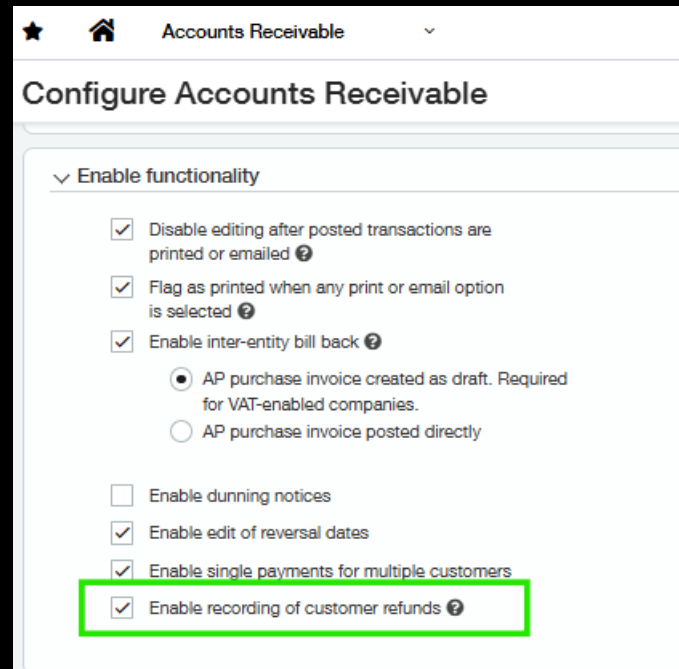 Accounts Receivable
Configure Accounts Receivable
Enable functionality
Disable editing after posted transactions are
printed or emailed
Flag as printed when any print or email option
is selected
Enable inter-entity bill back
AP purchase invoice created as draft. Required
for VAT-enabled companies.
AP purchase invoice posted directly
Enable dunning notices
Enable edit of reversal dates
Enable single payments for multiple customers
Enable recording of customer refunds